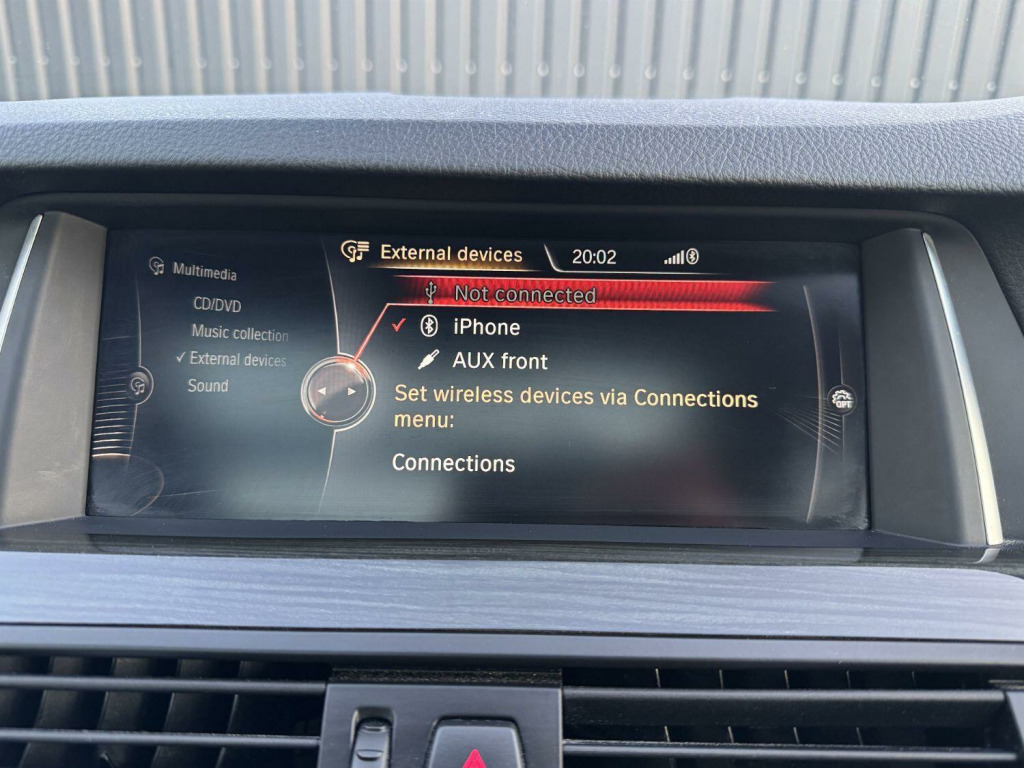 External devices 20:02
Multimedia
CD/DVD
Music collection
External devices
Sound
Not connected
iPhone
AUX front
Set wireless devices via Connections
menu:
Connections
OPT